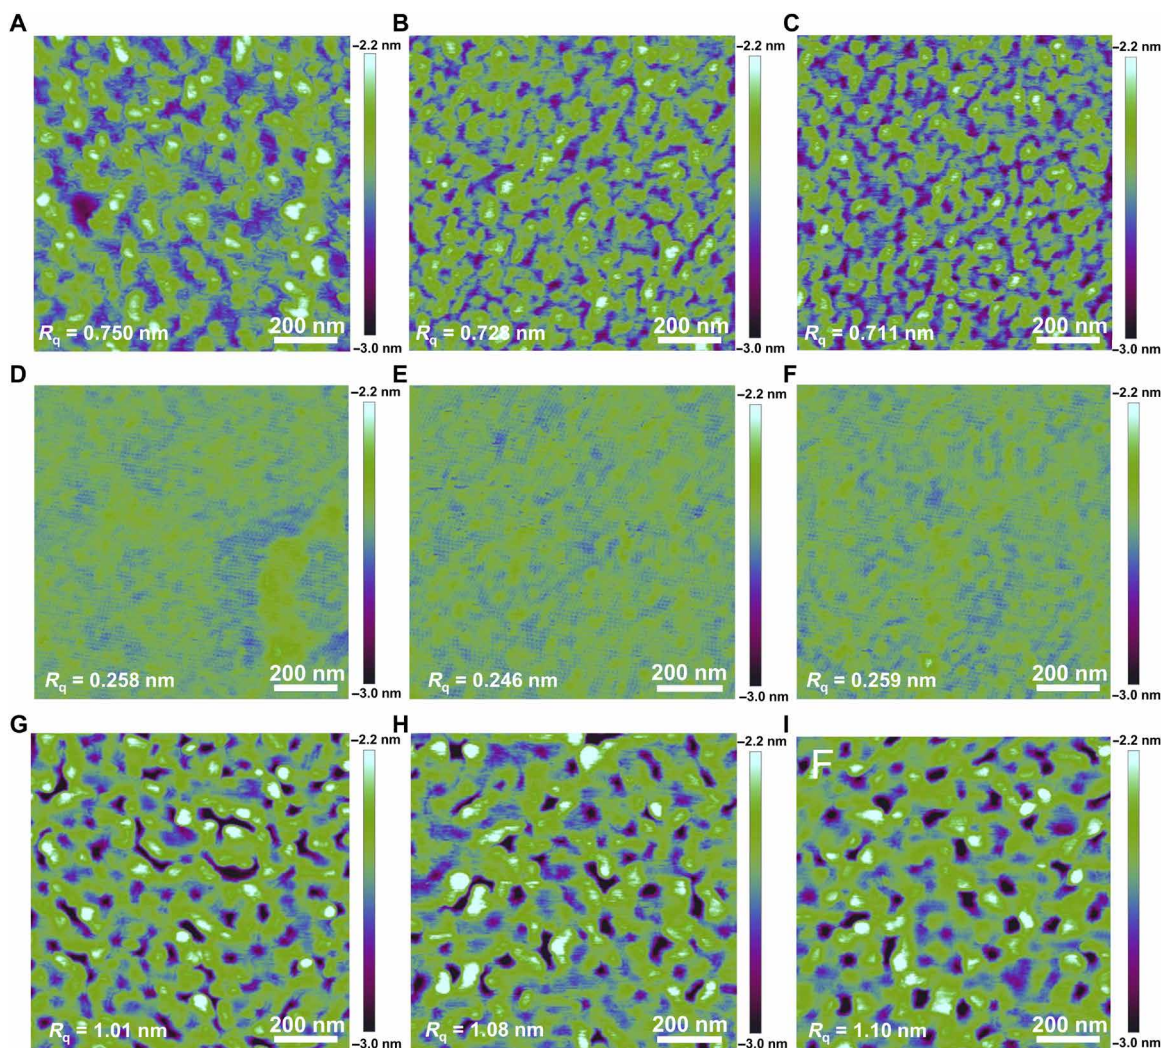 A
B
C
−2.2 nm
−2.2 nm
−2.2 nm
Rq = 0.750 nm
200 nm
−3.0 nm
Rq = 0.728 nm
200 nm
−3.0 nm
Rq = 0.711 nm
200 nm
−3.0 nm
D
E
F
−2.2 nm
−2.2 nm
−2.2 nm
Rq = 0.258 nm
200 nm
−3.0 nm
Rq = 0.246 nm
200 nm
−3.0 nm
Rq = 0.259 nm
200 nm
−3.0 nm
G
H
I
−2.2 nm
−2.2 nm
F
−2.2 nm
Rq = 1.01 nm
200 nm
−3.0 nm
Rq = 1.08 nm
200 nm
−3.0 nm
Rq = 1.10 nm
200 nm
−3.0 nm